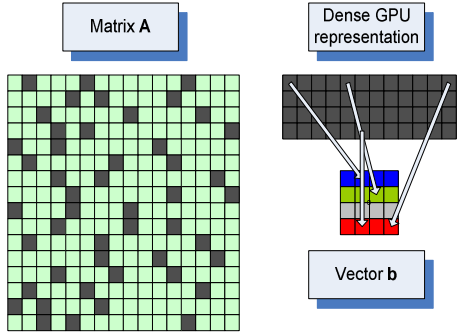 Matrix A
Dense GPU
representation
Vector b